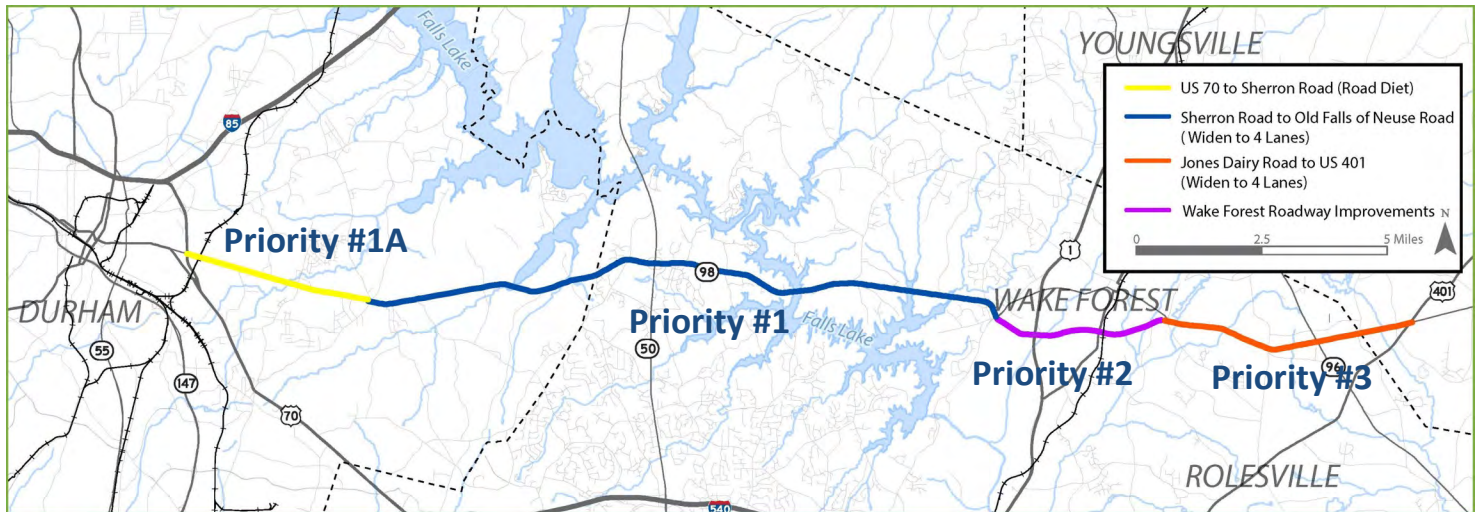 Falls Lake
YOUNGSVILLE
US 70 to Sherron Road (Road Diet)
Sherron Road to Old Falls of Neuse Road
(Widen to 4 Lanes)
Jones Dairy Road to US 401
(Widen to 4 Lanes)
Wake Forest Roadway Improvements
N
0 2.5 5 Miles
85
Priority #1A
1
98
401
DURHAM
WAKE FOREST
Priority #1
Falls Lake
50
55
147
Priority #2
96
Priority #3
70
ROLESVILLE
540